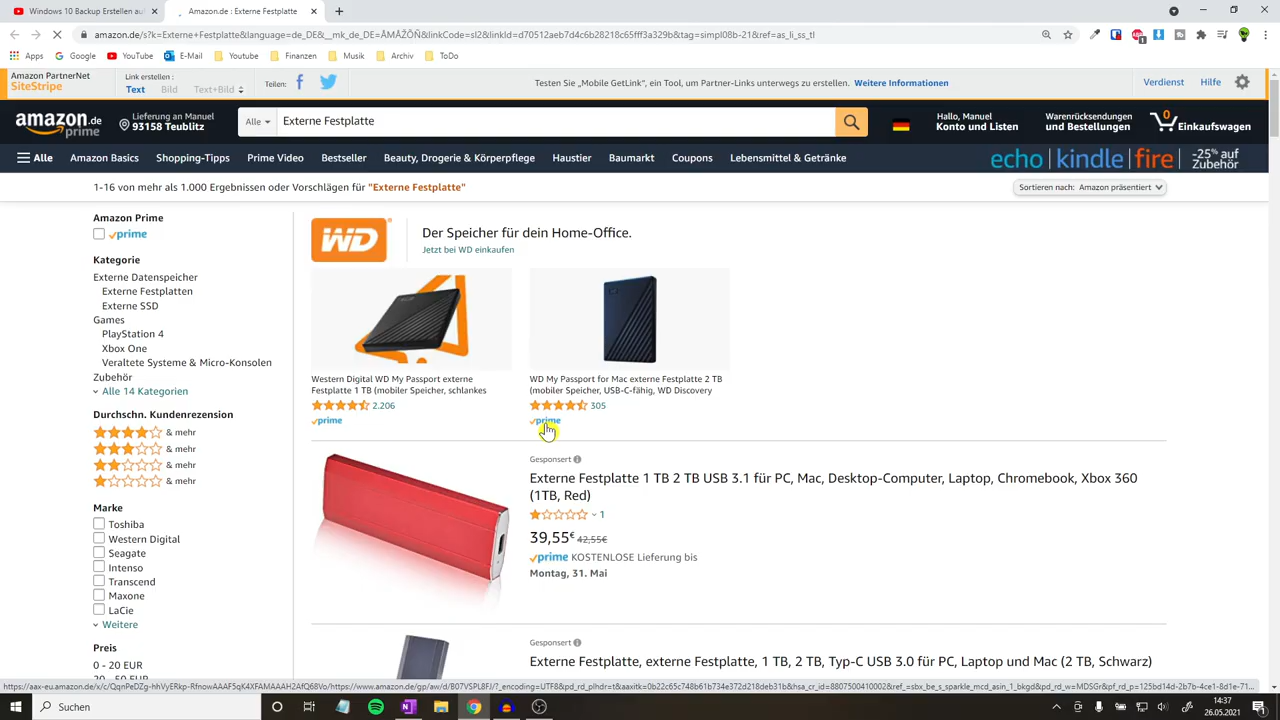 Windows 10 Backup Erstellen auf
Amazon.de : Externe Festplatte
amazon.de/s?k=Externe+Festplatte&language=de_DE&__mk_de_DE=ÅMÅŽÕÑ&linkCode=sl2&linkId=d70512aeb7d4c6b28218c65fff3a329b&tag=simpl08b-21&ref=as_li_ss_tl
Apps
Google
YouTube
E-Mail
Youtube
Finanzen
Musik
Archiv
ToDo
Amazon PartnerNet
SiteStripe
Link erstellen :
Text Bild Text+Bild
Teilen:
Testen Sie „Mobile GetLink", ein Tool, um Partner-Links unterwegs zu erstellen. Weitere Informationen
Verdienst Hilfe
amazon.de
prime
Lieferung an Manuel
93158 Teublitz
Alle
Externe Festplatte
Hallo, Manuel
Konto und Listen
Warenrücksendungen
und Bestellungen
0
Einkaufswagen
Alle Amazon Basics Shopping-Tipps Prime Video Bestseller Beauty, Drogerie & Körperpflege Haustier Baumarkt Coupons Lebensmittel & Getränke
echo kindle fire
-25% auf
Zubehör
1-16 von mehr als 1.000 Ergebnissen oder Vorschlägen für "Externe Festplatte"
Sortieren nach: Amazon präsentiert
Amazon Prime
prime
Kategorie
Externe Datenspeicher
Externe Festplatten
Externe SSD
Games
PlayStation 4
Xbox One
Veraltete Systeme & Micro-Konsolen
Zubehör
Alle 14 Kategorien
Durchschn. Kundenrezension
& mehr
& mehr
& mehr
& mehr
Marke
Toshiba
Western Digital
Seagate
Intenso
Transcend
Maxone
LaCie
Weitere
Preis
0 - 20 EUR
20 - 50 EUR
WD
Der Speicher für dein Home-Office.
Jetzt bei WD einkaufen
Western Digital WD My Passport externe
Festplatte 1 TB (mobiler Speicher, schlankes
2.206
prime
WD My Passport for Mac externe Festplatte 2 TB
(mobiler Speicher, USB-C-fähig, WD Discovery
305
prime
Gesponsert
Externe Festplatte 1 TB 2 TB USB 3.1 für PC, Mac, Desktop-Computer, Laptop, Chromebook, Xbox 360
(1TB, Red)
1
39,55€ 42,55€
prime KOSTENLOSE Lieferung bis
Montag, 31. Mai
Gesponsert
Externe Festplatte, externe Festplatte, 1 TB, 2 TB, Typ-C USB 3.0 für PC, Laptop und Mac (2 TB, Schwarz)
Suchen
14:37
26.05.2021